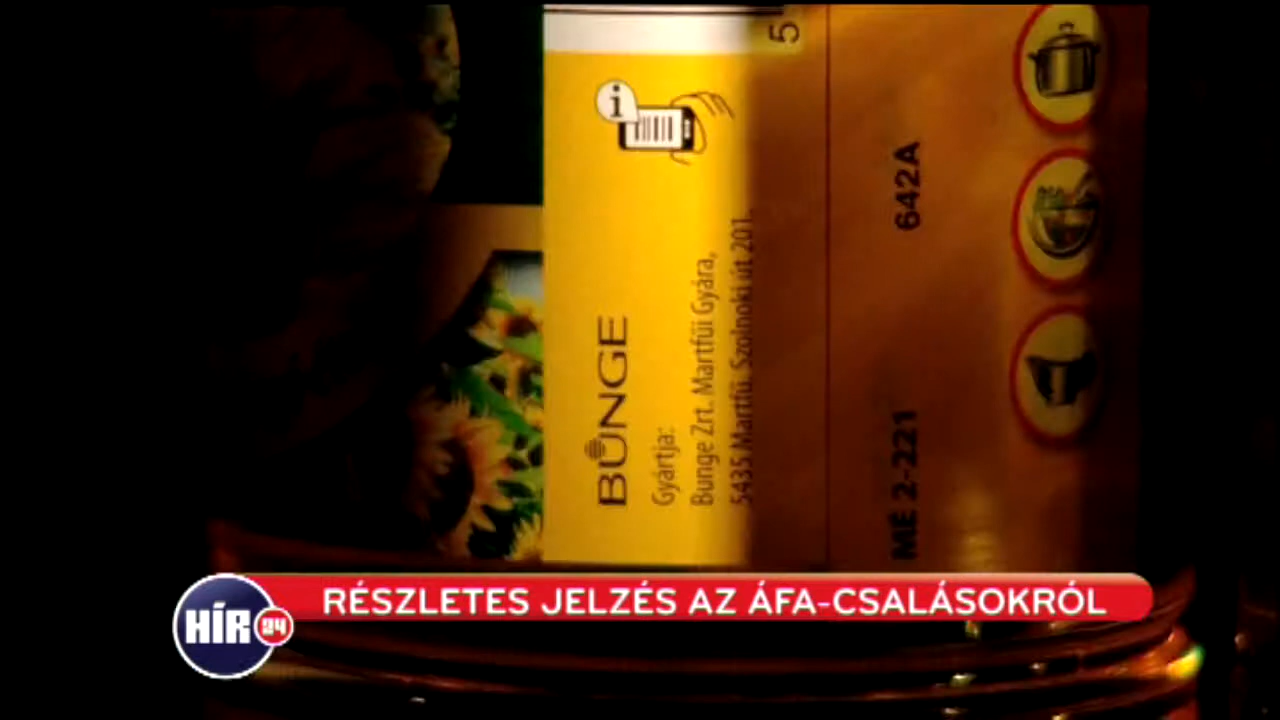 5
i
BUNGE
Gyártja:
Bunge Zrt. Martfűi Gyára,
5435 Martfű, Szolnoki út 201.
642A
MÉ 2-221
RÉSZLETES JELZÉS AZ ÁFA-CSALÁSOKRÓL
HÍR 24